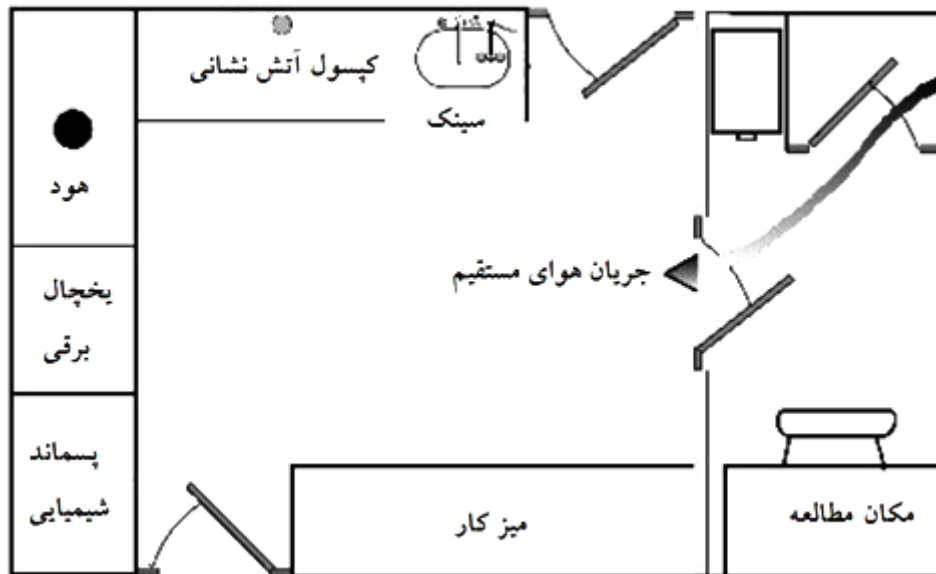 کپسول آتش نشانی
سینک
هود
جریان هوای مستقیم
یخچال
برقی
پسماند
شیمیایی
میز کار
مکان مطالعه